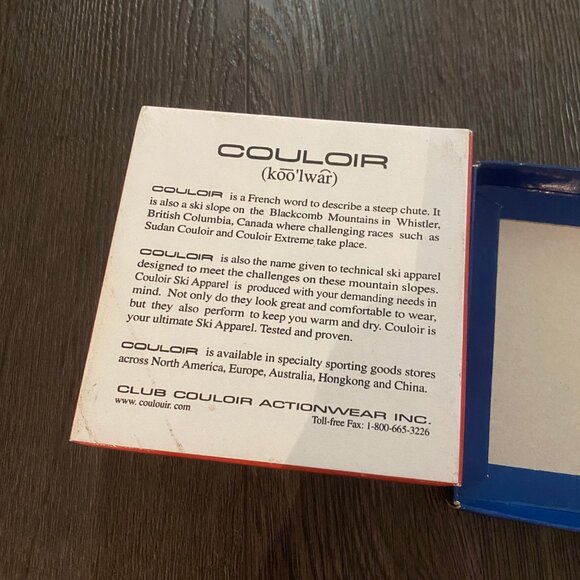 COULOIR
(kōō'lwär)
COULOIR is a French word to describe a steep chute. It
is also a ski slope on the Blackcomb Mountains in Whistler,
British Columbia, Canada where challenging races such as
Sudan Couloir and Couloir Extreme take place.
COULOIR is also the name given to technical ski apparel
designed to meet the challenges on these mountain slopes.
Couloir Ski Apparel is produced with your demanding needs in
mind. Not only do they look great and comfortable to wear,
but they also perform to keep you warm and dry. Couloir is
your ultimate Ski Apparel. Tested and proven.
COULOIR is available in specialty sporting goods stores
across North America, Europe, Australia, Hongkong and China.
CLUB COULOIR ACTIONWEAR INC.
www.coulouir.com
Toll-free Fax: 1-800-665-3226